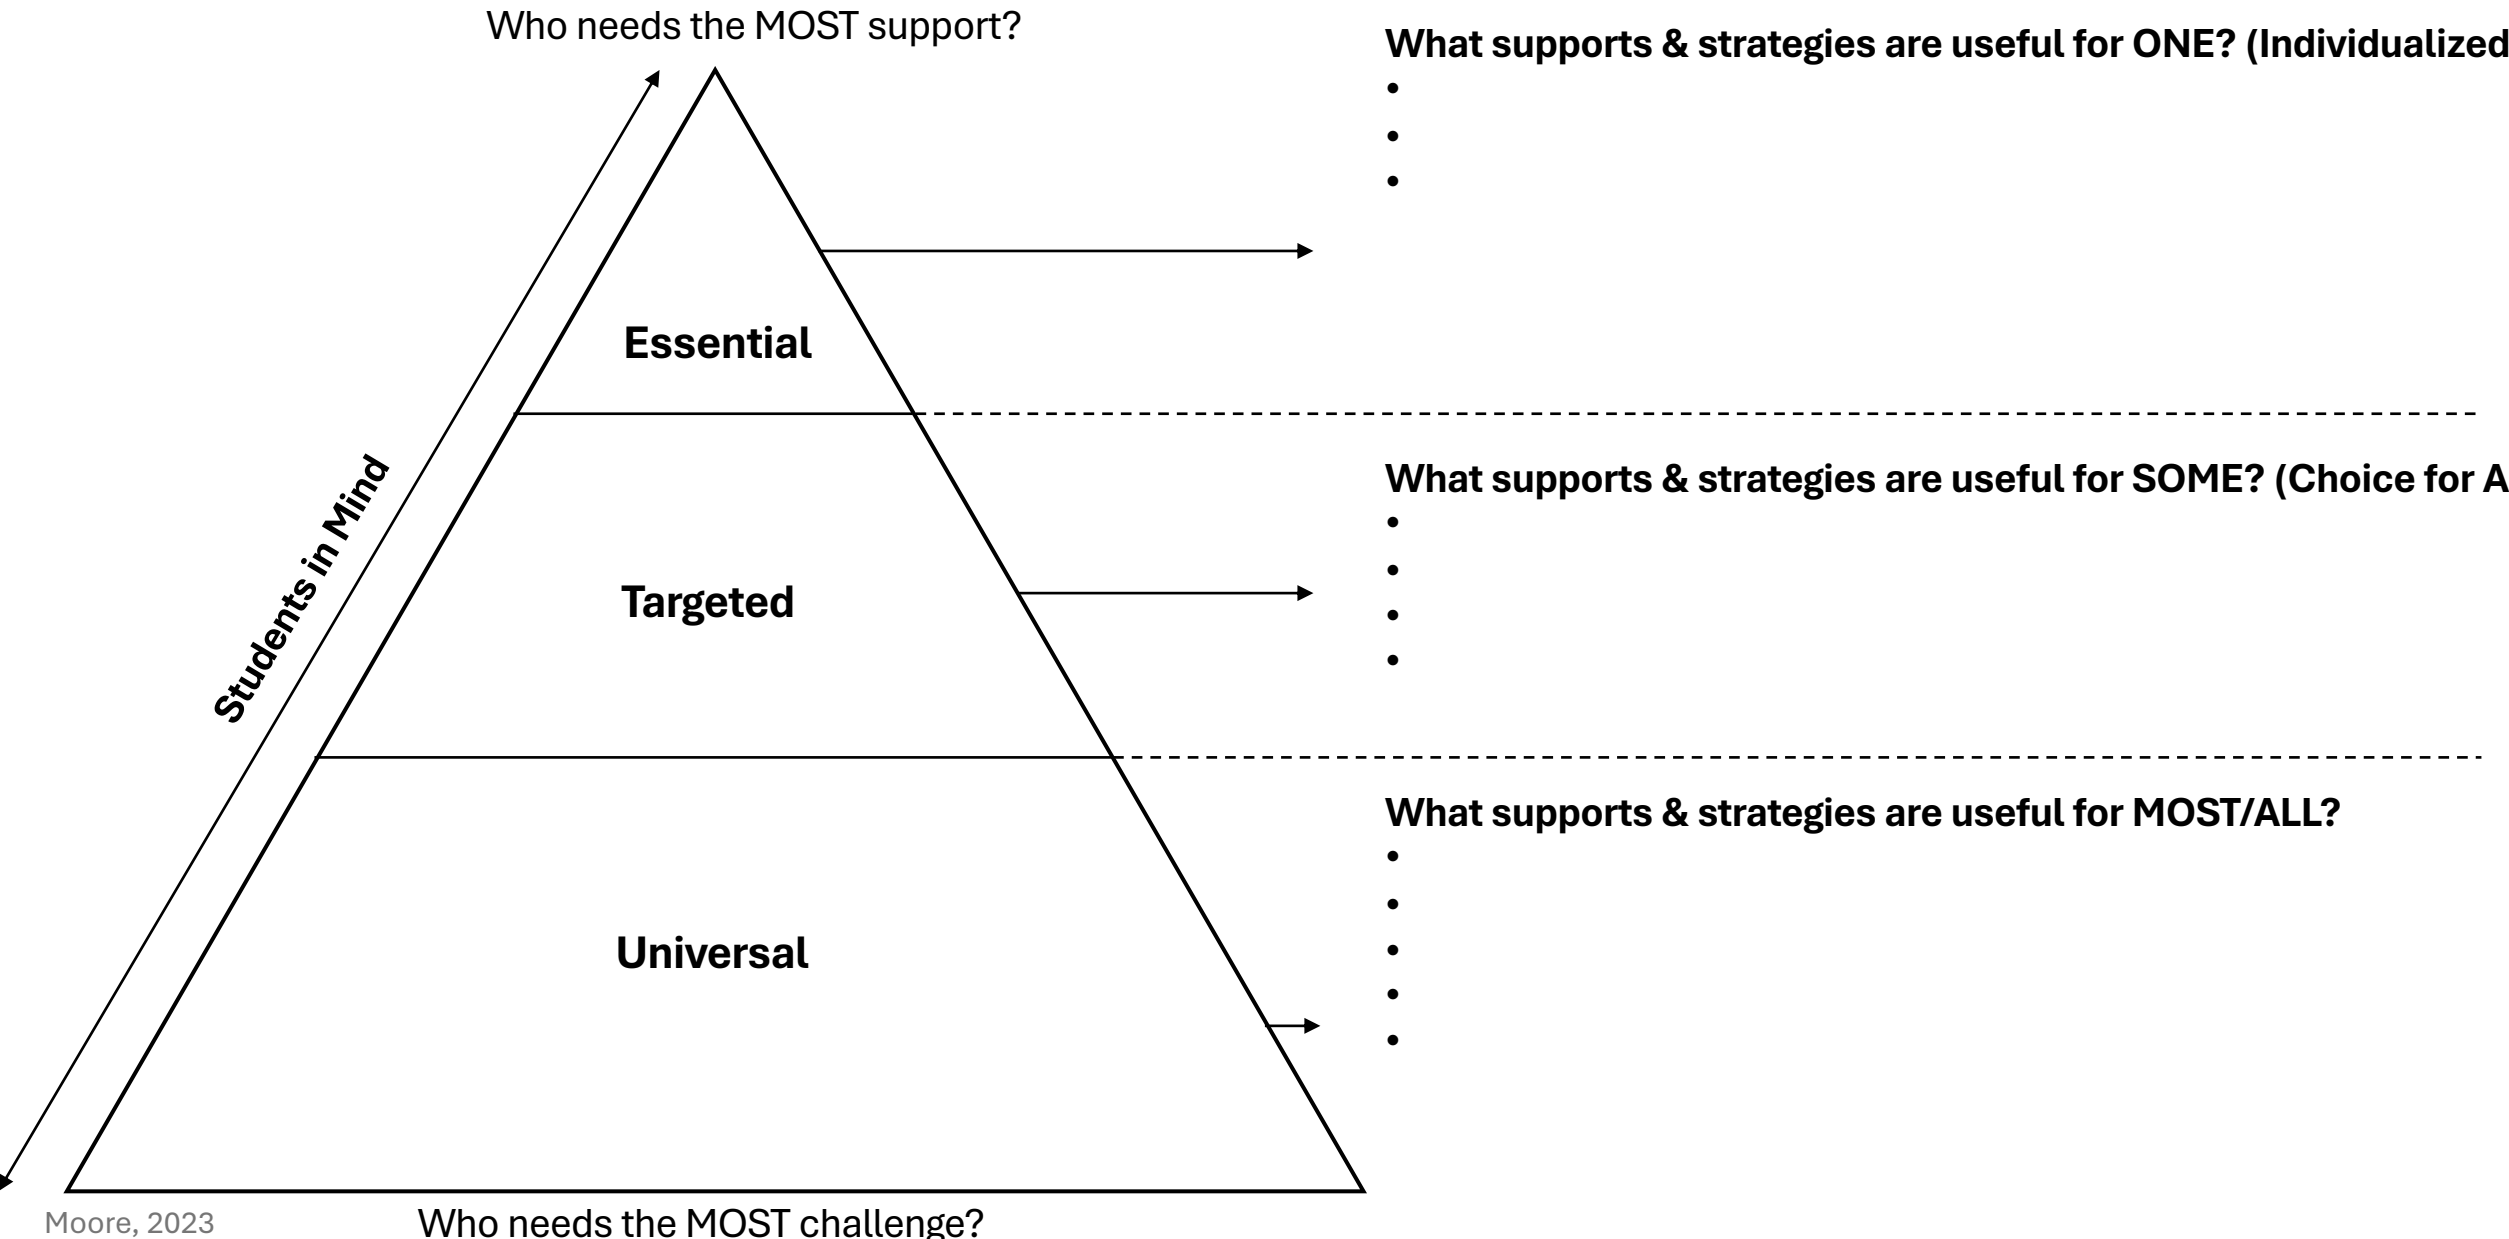 Who needs the MOST support?
What supports & strategies are useful for ONE? (Individualized
•
•
•
Essential
Students in Mind
What supports & strategies are useful for SOME? (Choice for A
•
•
•
•
Targeted
What supports & strategies are useful for MOST/ALL?
•
•
•
•
•
Universal
Moore, 2023
Who needs the MOST challenge?